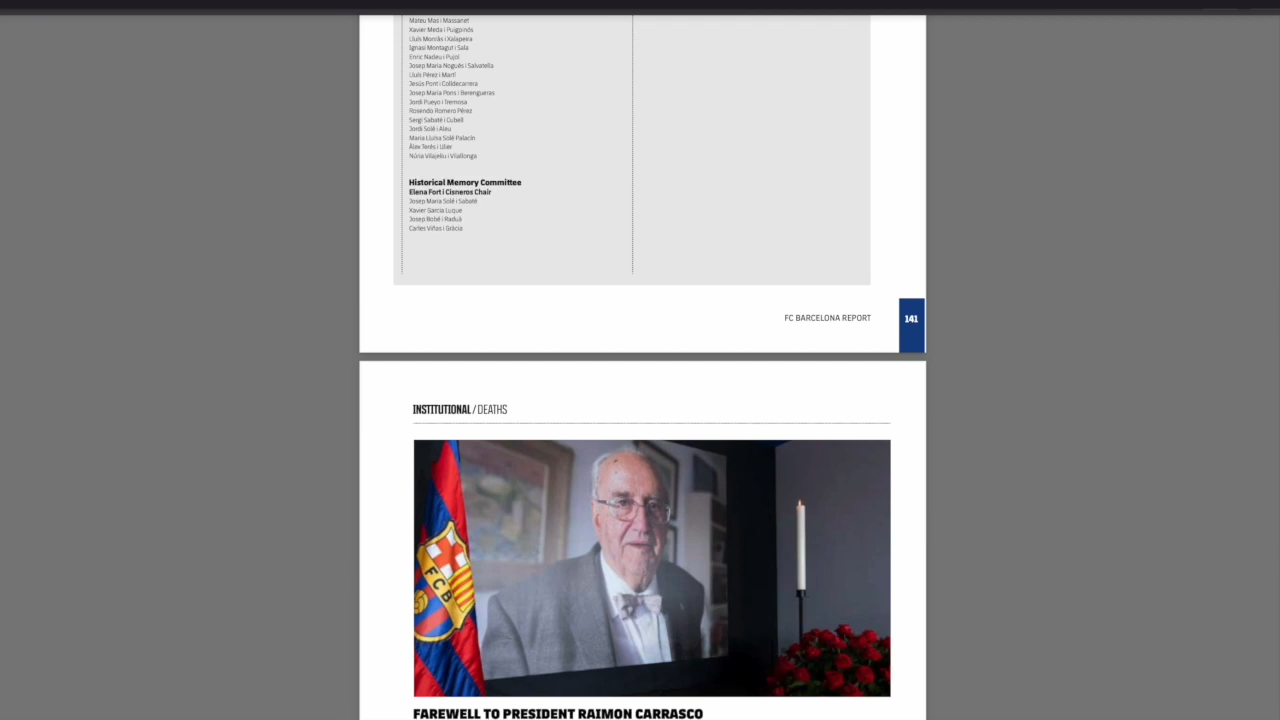 Mateu Mas i Massanet
Xavier Meda i Puigpinós
Lluís Monràs i Xalapeira
Ignasi Montagut i Sala
Enric Nadeu i Pujol
Josep Maria Nogués i Salvatella
Lluís Pérez i Martí
Jesús Pont i Colldecarrera
Josep Maria Pons i Berengueras
Jordi Pueyo i Tremosa
Rosendo Romero Pérez
Sergi Sabaté i Cubell
Jordi Solé i Aleu
Maria Lluïsa Solé Palacín
Àlex Terés i
Núria Vilajeliu i Vilallonga
Historical Memory Committee
Elena Fort i Cisneros Chair
Josep Maria Solé i Sabaté
Xavier Garcia Luque
Josep Bobé i Raduà
Carles Viñas i Gràcia
FC BARCELONA REPORT
141
INSTITUTIONAL / DEATHS
FCB
FAREWELL TO PRESIDENT RAIMON CARRASCO